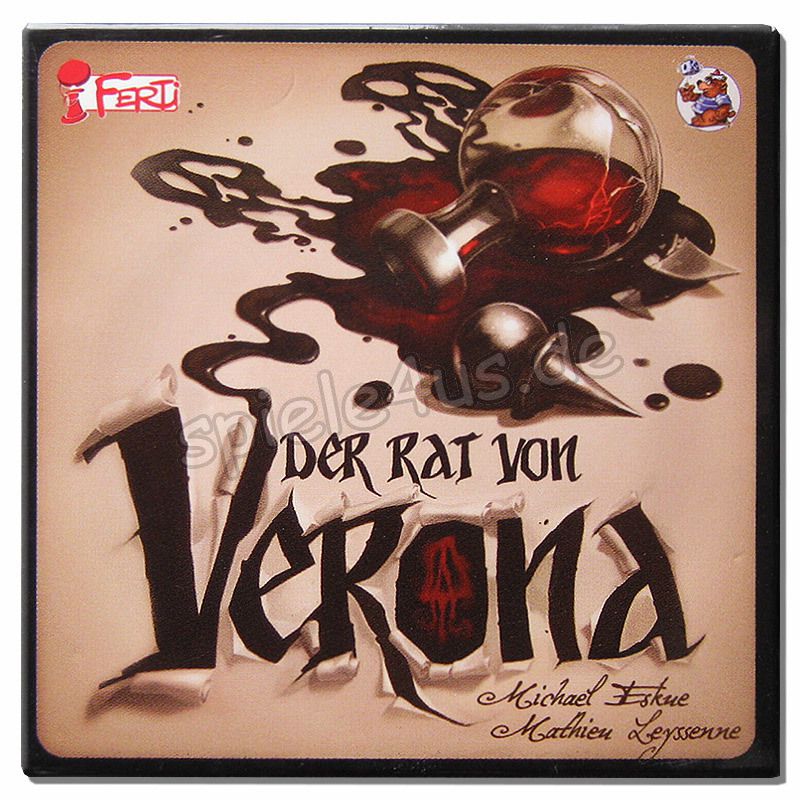 FERTI
spiele4us.de
DER RAT VON
VERONA
Michael Eskue
Mathieu Leyssenne